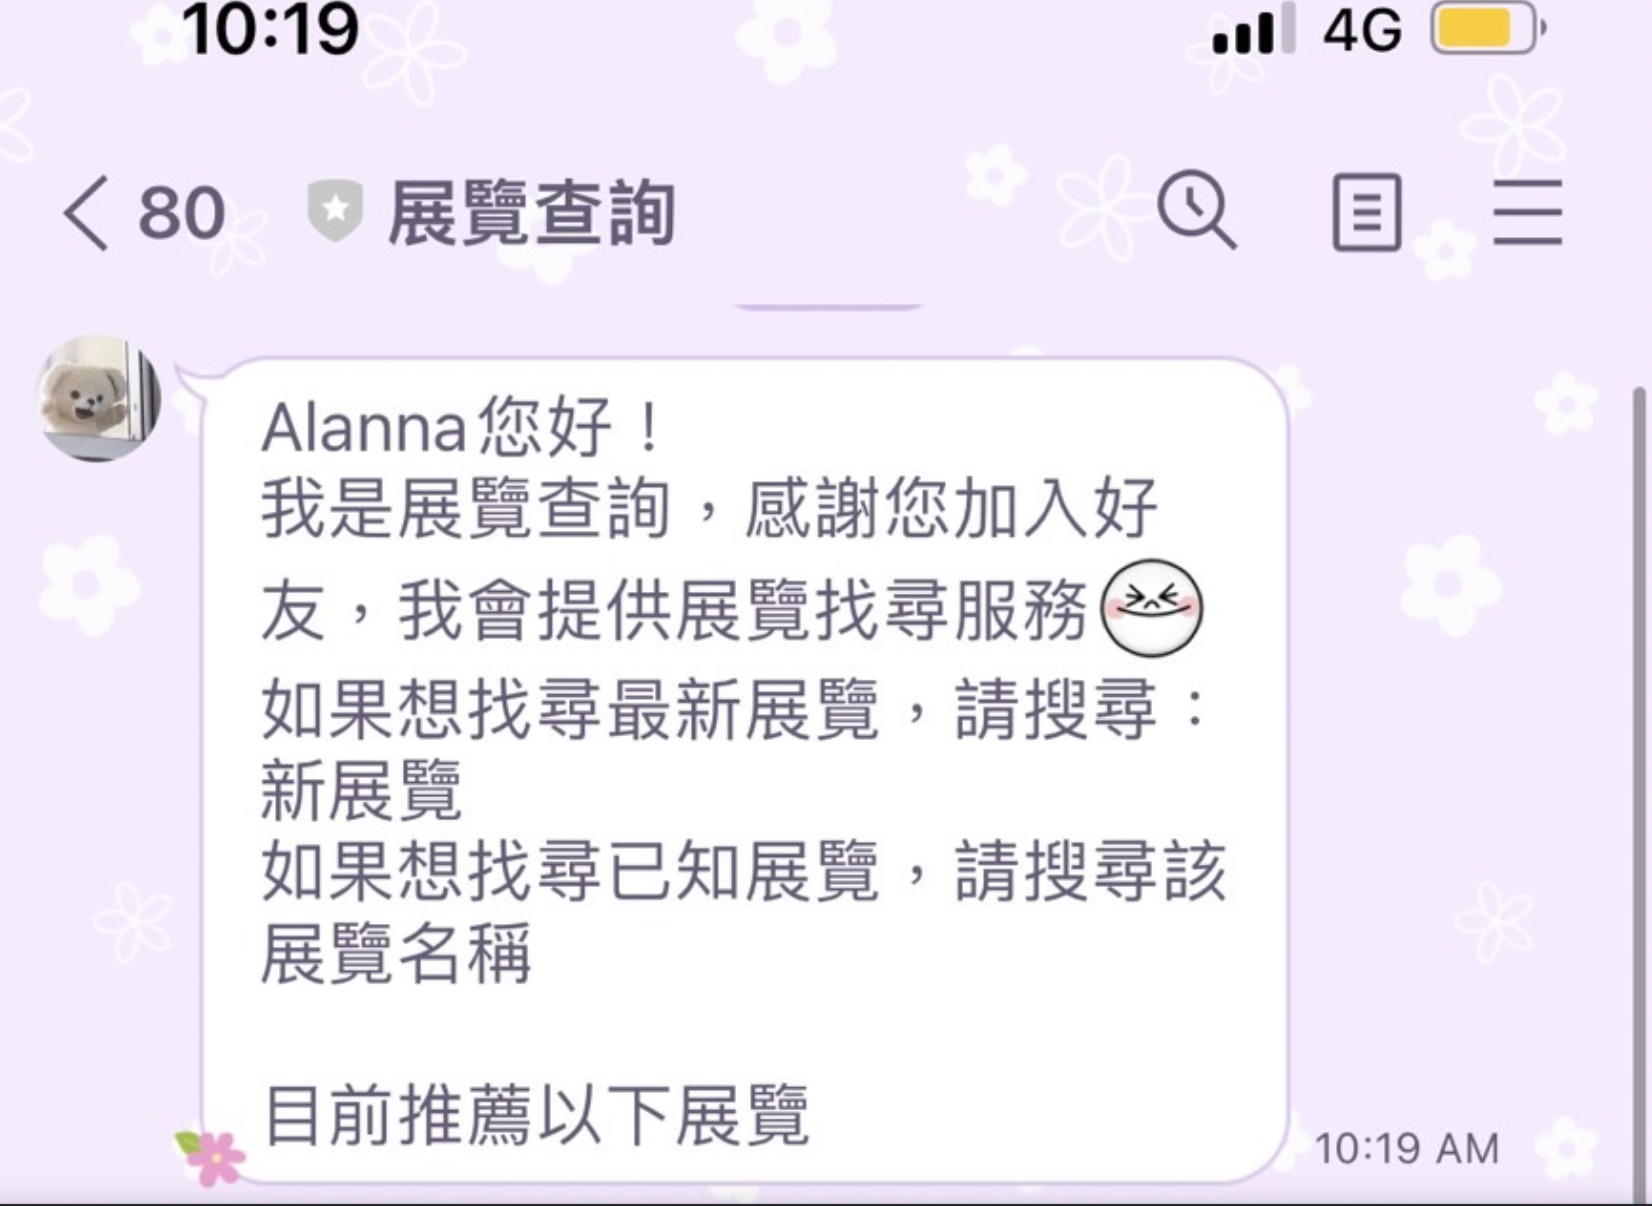 10:19
4G
80
展覽查詢
Alanna您好！
我是展覽查詢，感謝您加入好
友，我會提供展覽找尋服務
如果想找尋最新展覽，請搜尋：
新展覽
如果想找尋已知展覽，請搜尋該
展覽名稱
目前推薦以下展覽
10:19 AM